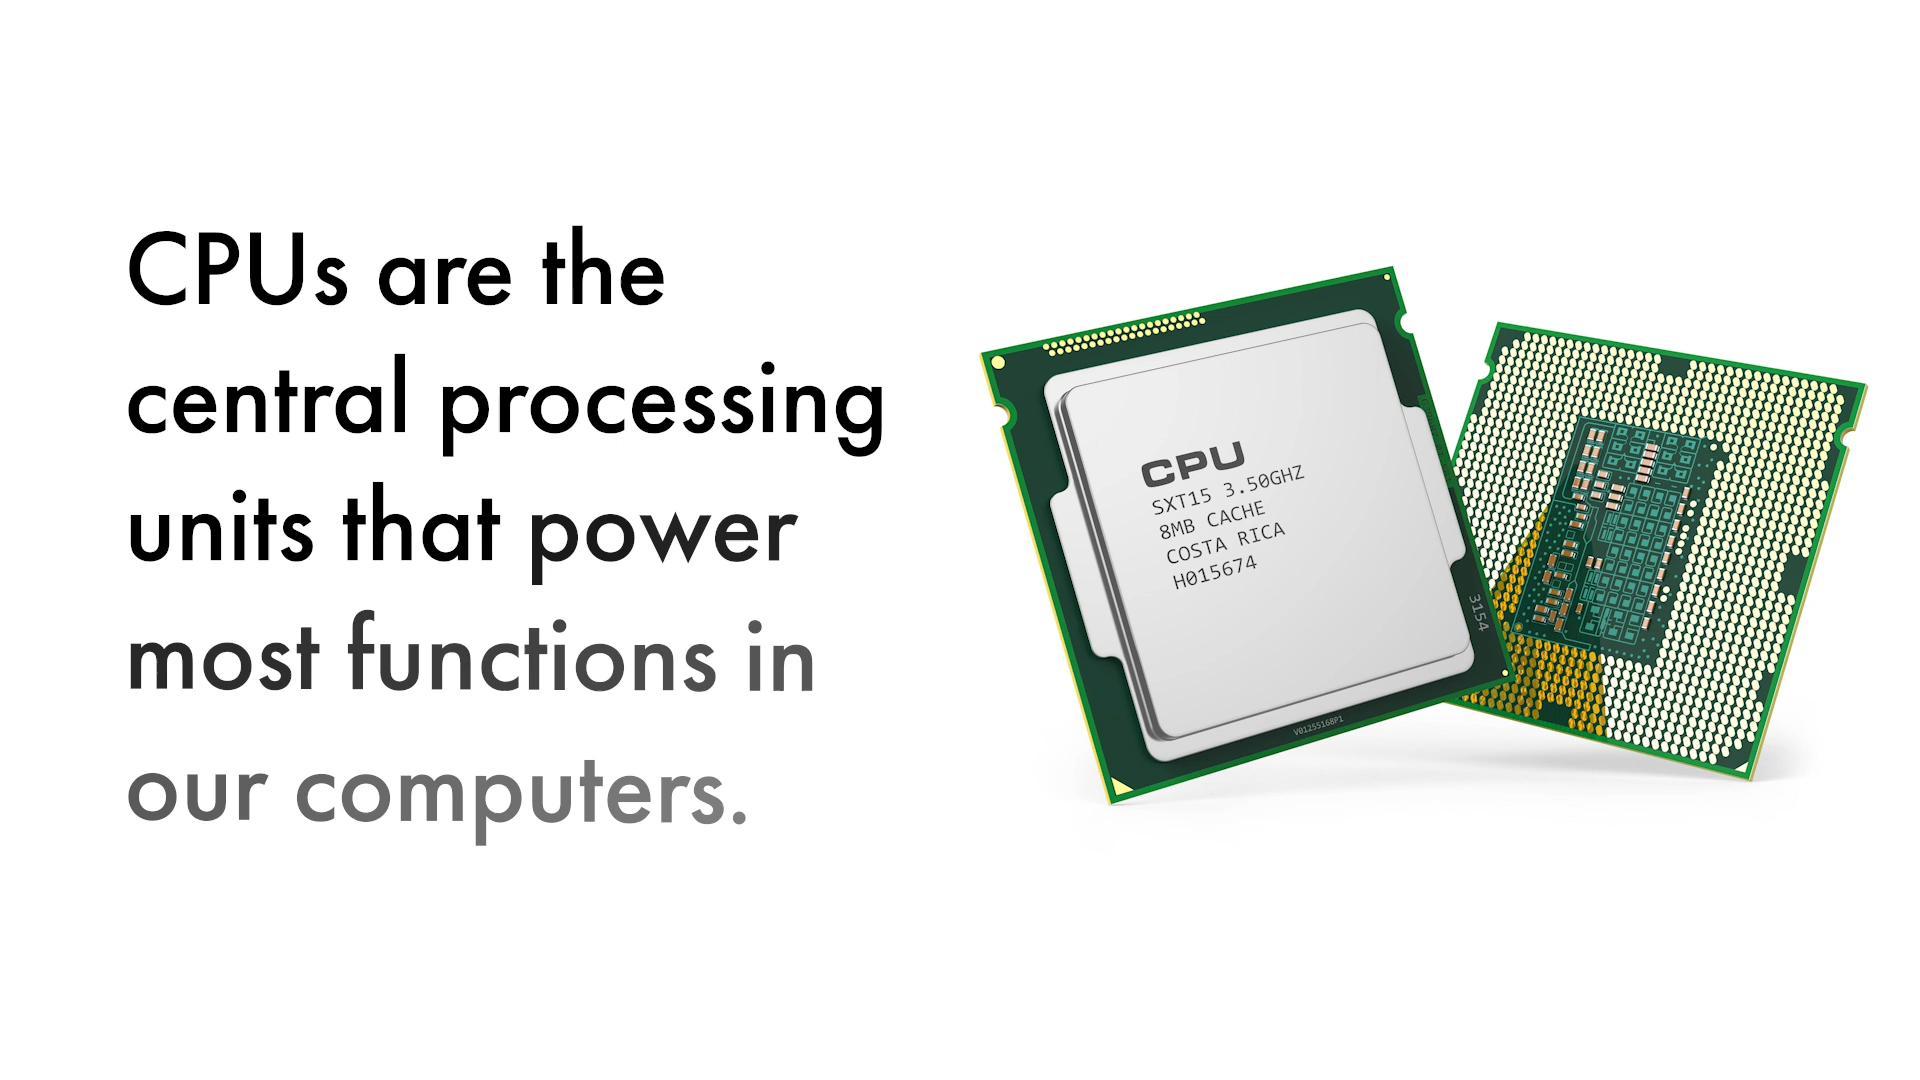 CPUs are the
central processing
units that power
most functions in
our computers.
CPU
SXT15 3.50GHZ
8MB CACHE
COSTA RICA
H015674
3154
V01255168P1